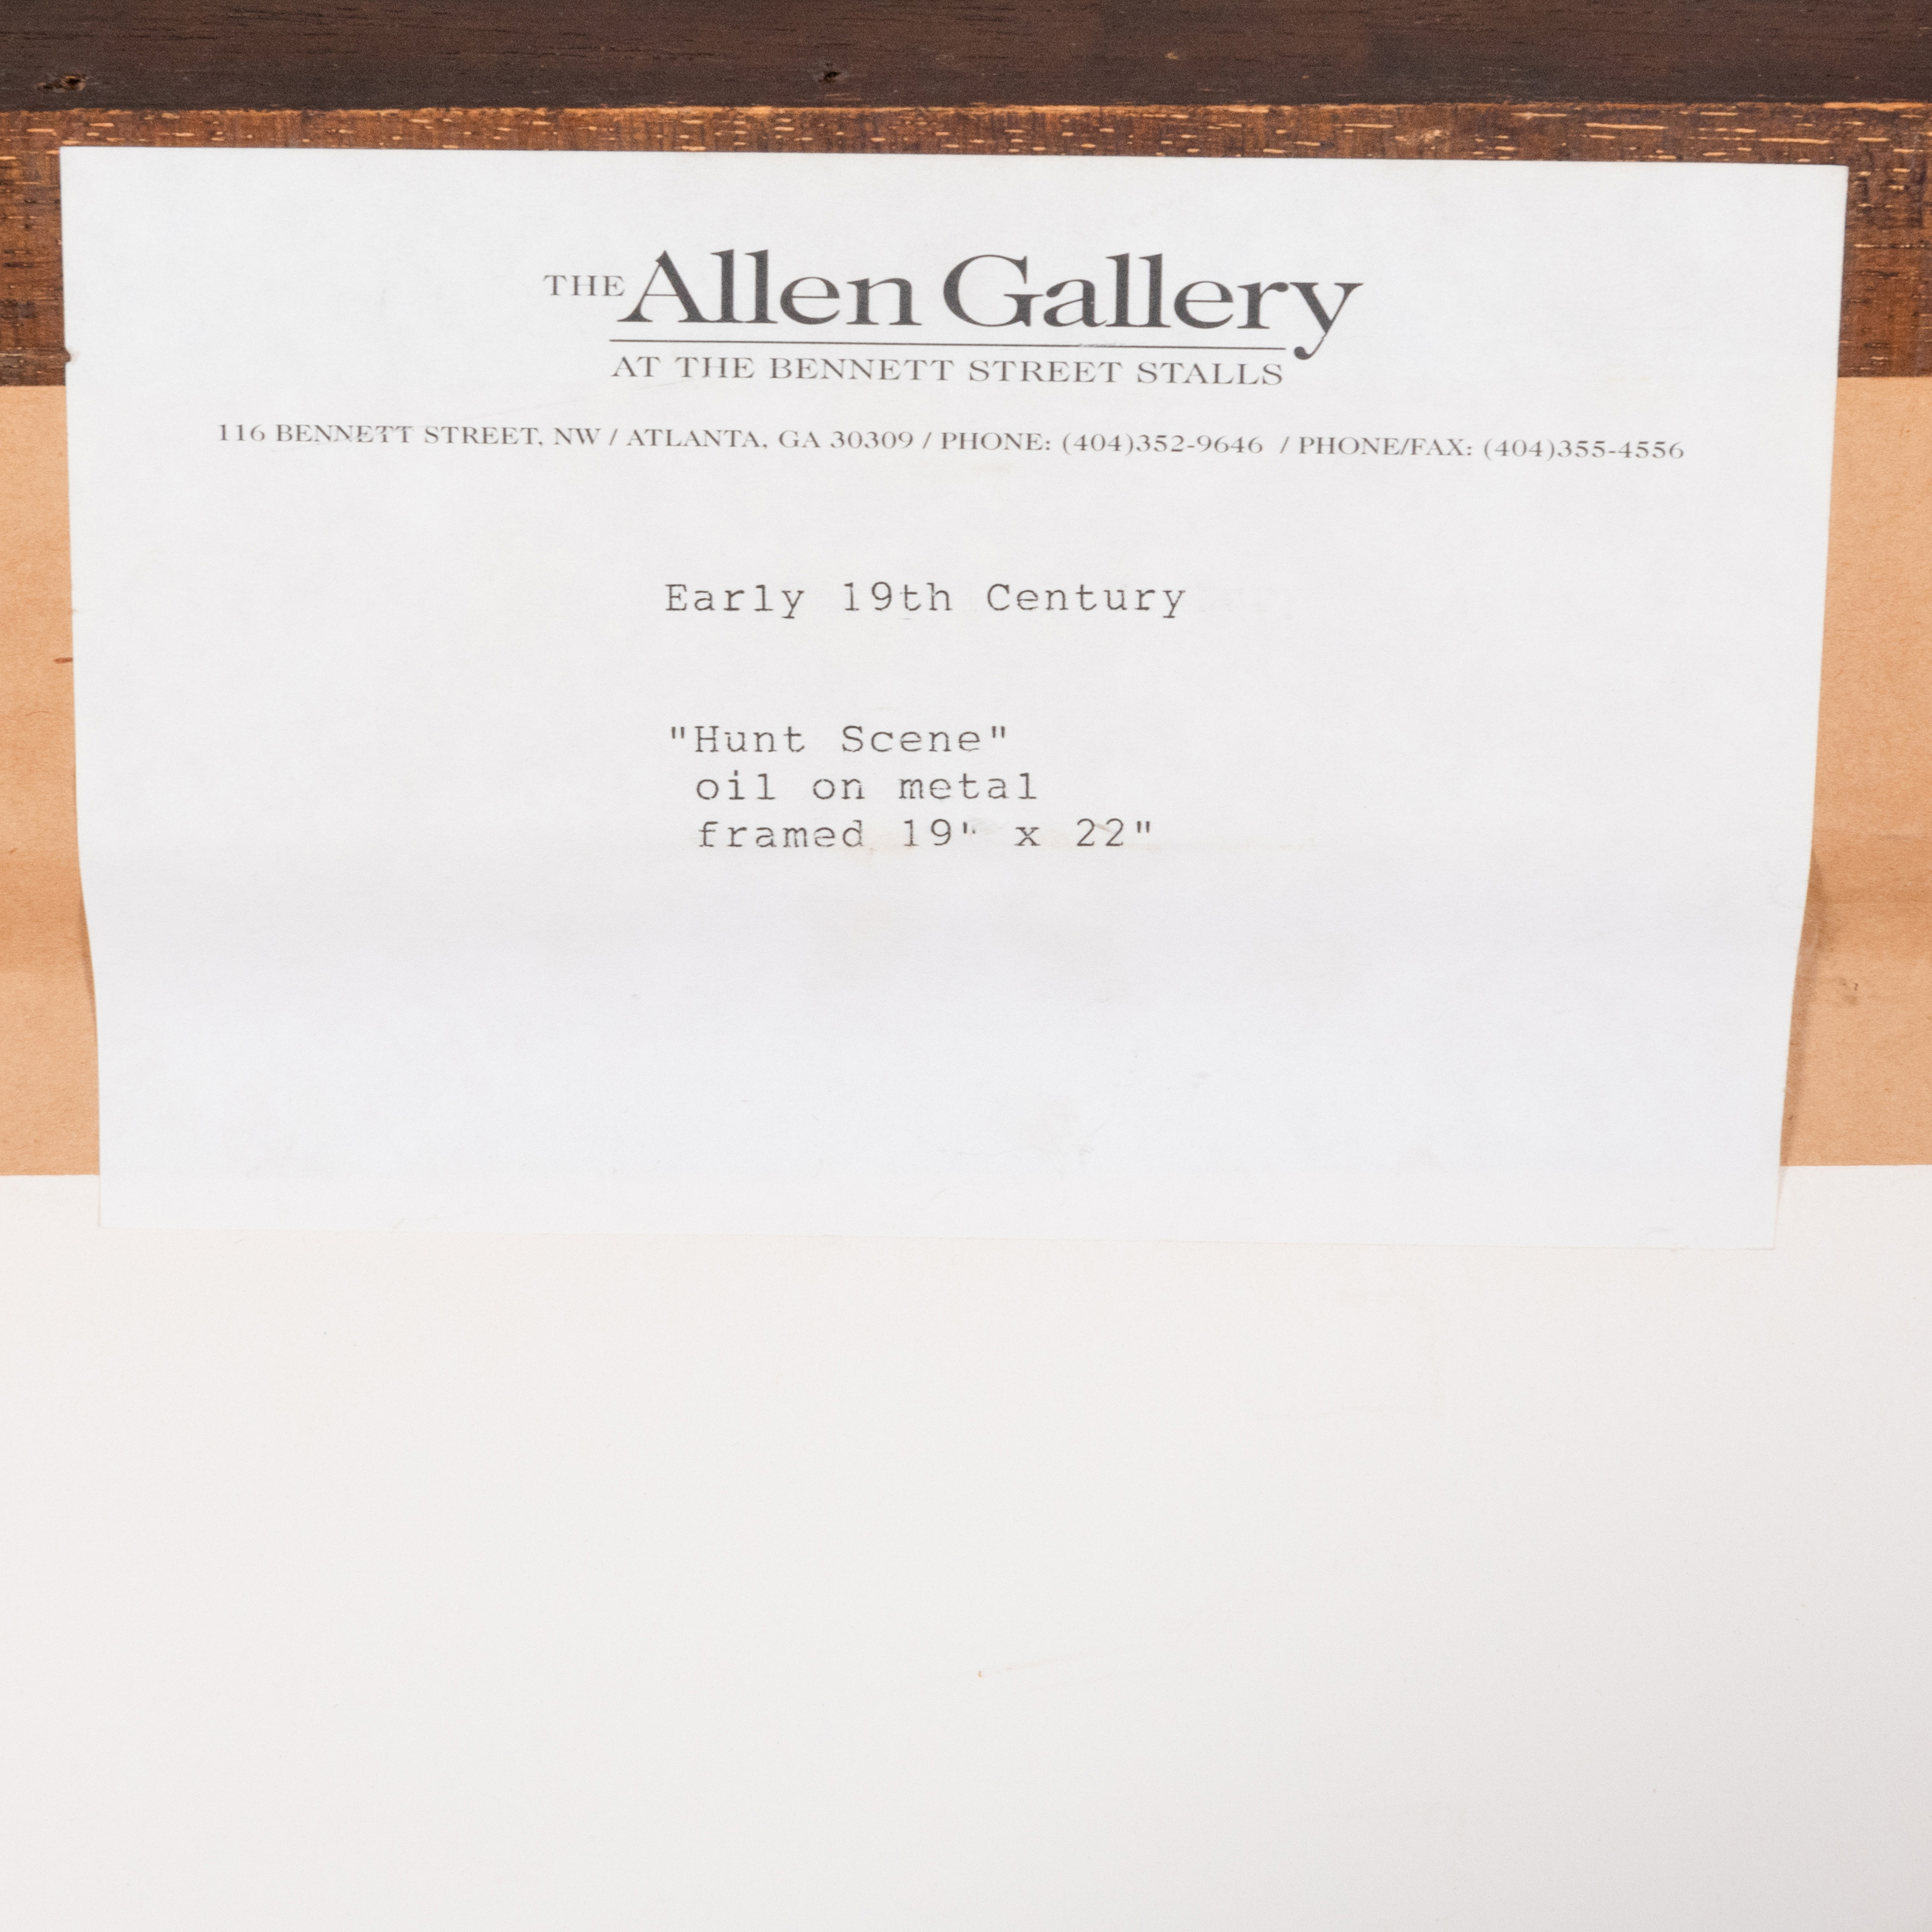 THE Allen Gallery
AT THE BENNETT STREET STALLS
116 BENNETT STREET, NW / ATLANTA, GA 30309 / PHONE: (404)352-9646 / PHONE/FAX: (404)355-4556
Early 19th Century
"Hunt Scene"
oil on metal
framed 19" x 22"